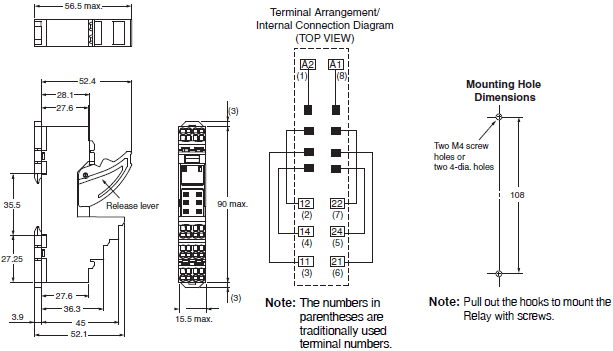 56.5 max.
52.4
28.1
27.6
Release lever
35.5
27.25
27.6
36.3
3.9
45
52.1
(3)
90 max.
(3)
15.5 max.
Terminal Arrangement/
Internal Connection Diagram
(TOP VIEW)
A2 A1
(1) (8)
12 22
(2) (7)
14 24
(4) (5)
11 21
(3) (6)
Note: The numbers in
parentheses are
traditionally used
terminal numbers.
Mounting Hole
Dimensions
Two M4 screw
holes or
two 4-dia. holes
108
Note: Pull out the hooks to mount the
Relay with screws.